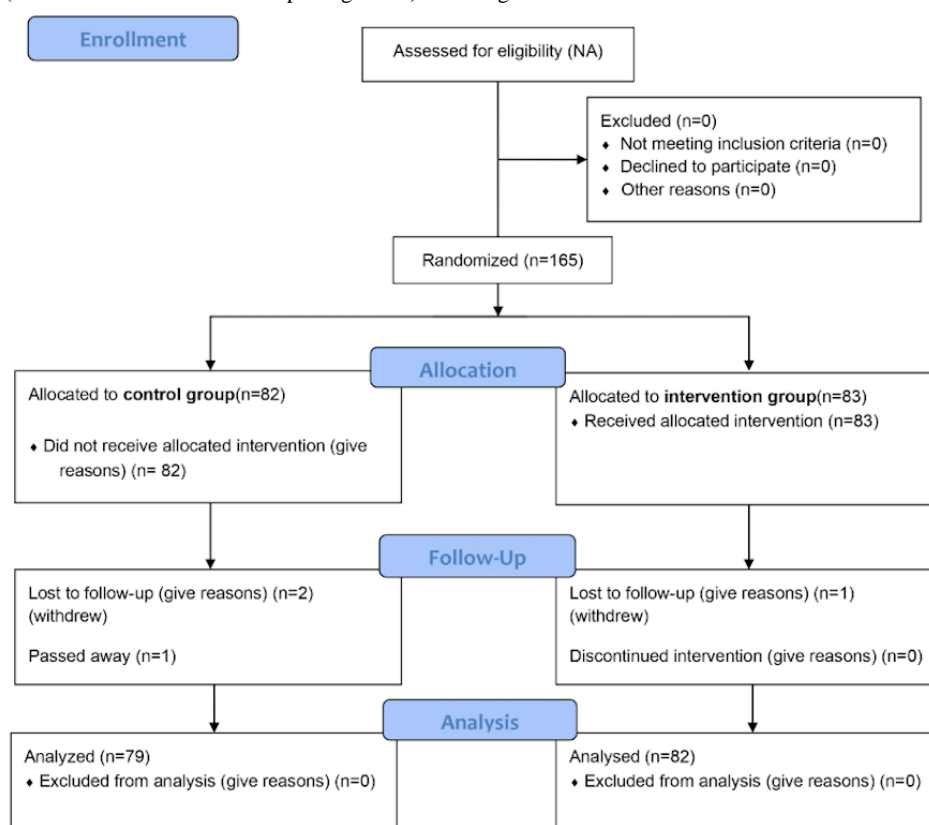 Enrollment
Assessed for eligibility (NA)
Excluded (n=0)
♦ Not meeting inclusion criteria (n=0)
♦ Declined to participate (n=0)
♦ Other reasons (n=0)
Randomized (n=165)
Allocation
Allocated to control group(n=82)
♦ Did not receive allocated intervention (give
reasons) (n= 82)
Allocated to intervention group(n=83)
♦ Received allocated intervention (n=83)
Follow-Up
Lost to follow-up (give reasons) (n=2)
(withdrew)
Passed away (n=1)
Lost to follow-up (give reasons) (n=1)
(withdrew)
Discontinued intervention (give reasons) (n=0)
Analysis
Analyzed (n=79)
♦ Excluded from analysis (give reasons) (n=0)
Analysed (n=82)
♦ Excluded from analysis (give reasons) (n=0)